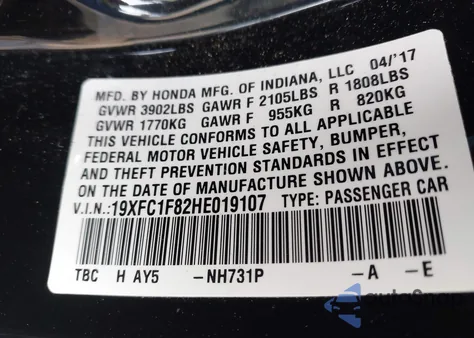 MFD. BY HONDA MFG. OF INDIANA, LLC 04/'17
GVWR 3902LBS GAWR F 2105LBS R 1808LBS
GVWR 1770KG GAWR F 955KG R 820KG
THIS VEHICLE CONFORMS TO ALL APPLICABLE
FEDERAL MOTOR VEHICLE SAFETY, BUMPER,
AND THEFT PREVENTION STANDARDS IN EFFECT
ON THE DATE OF MANUFACTURE SHOWN ABOVE.
V.I.N.:19XFC1F82HE019107 TYPE: PASSENGER CAR
TBC H AY5 -NH731P -A -E